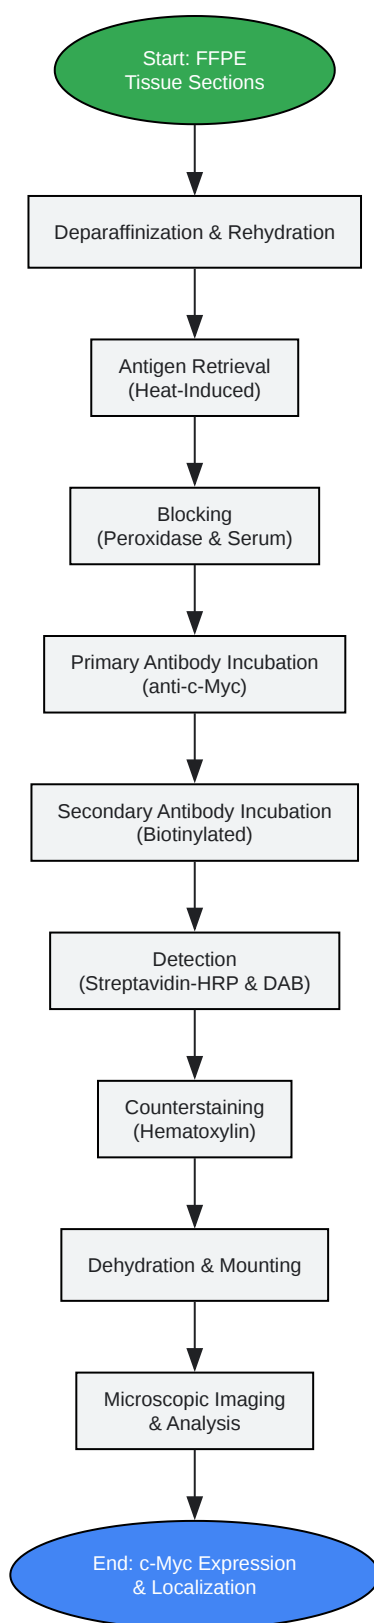 Start: FFPE
Tissue Sections
Deparaffinization & Rehydration
Antigen Retrieval
(Heat-Induced)
Blocking
(Peroxidase & Serum)
Primary Antibody Incubation
(anti-c-Myc)
Secondary Antibody Incubation
(Biotinylated)
Detection
(Streptavidin-HRP & DAB)
Counterstaining
(Hematoxylin)
Dehydration & Mounting
Microscopic Imaging
& Analysis
End: c-Myc Expression
& Localization